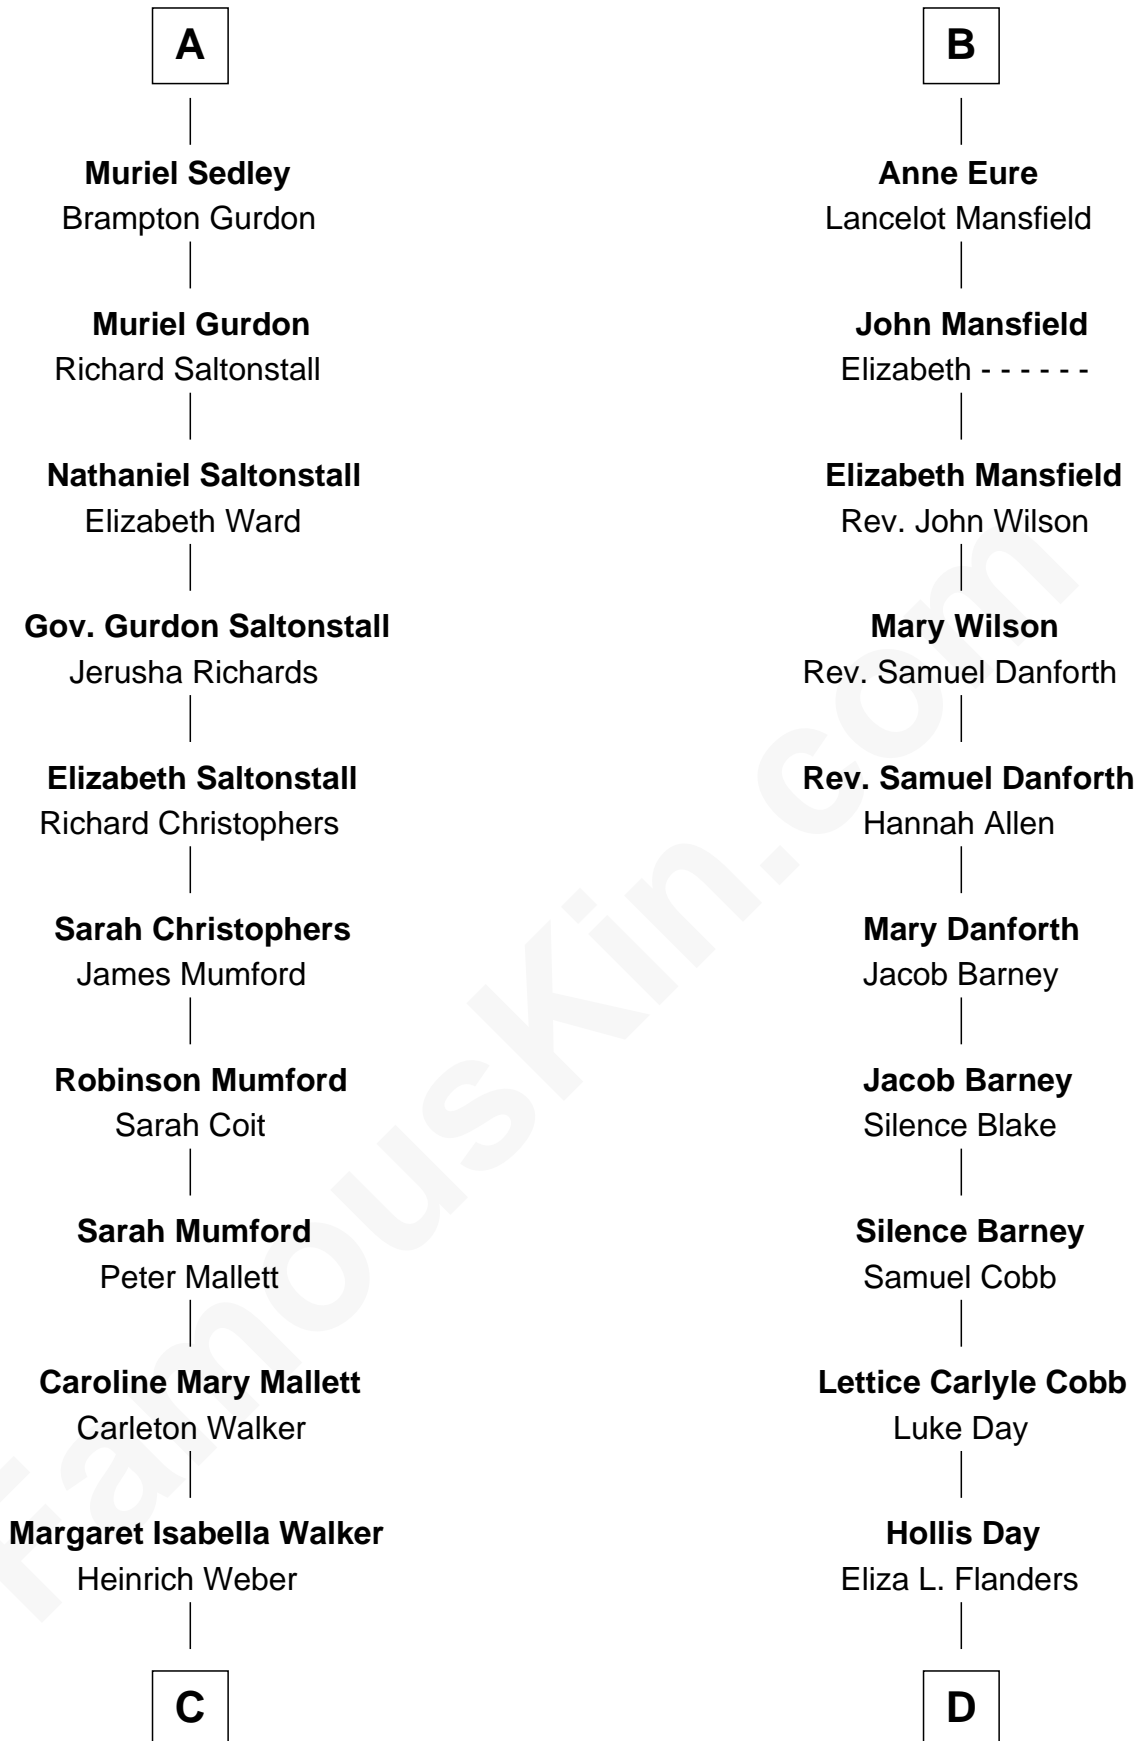 A
Muriel Sedley
Brampton Gurdon
Muriel Gurdon
Richard Saltonstall
Nathaniel Saltonstall
Elizabeth Ward
Gov. Gurdon Saltonstall
Jerusha Richards
Elizabeth Saltonstall
Richard Christophers
Sarah Christophers
James Mumford
Robinson Mumford
Sarah Coit
Sarah Mumford
Peter Mallett
Caroline Mary Mallett
Carleton Walker
Margaret Isabella Walker
Heinrich Weber
C
B
Anne Eure
Lancelot Mansfield
John Mansfield
Elizabeth - - - - - -
Elizabeth Mansfield
Rev. John Wilson
Mary Wilson
Rev. Samuel Danforth
Rev. Samuel Danforth
Hannah Allen
Mary Danforth
Jacob Barney
Jacob Barney
Silence Blake
Silence Barney
Samuel Cobb
Lettice Carlyle Cobb
Luke Day
Hollis Day
Eliza L. Flanders
D
FamousKin.com